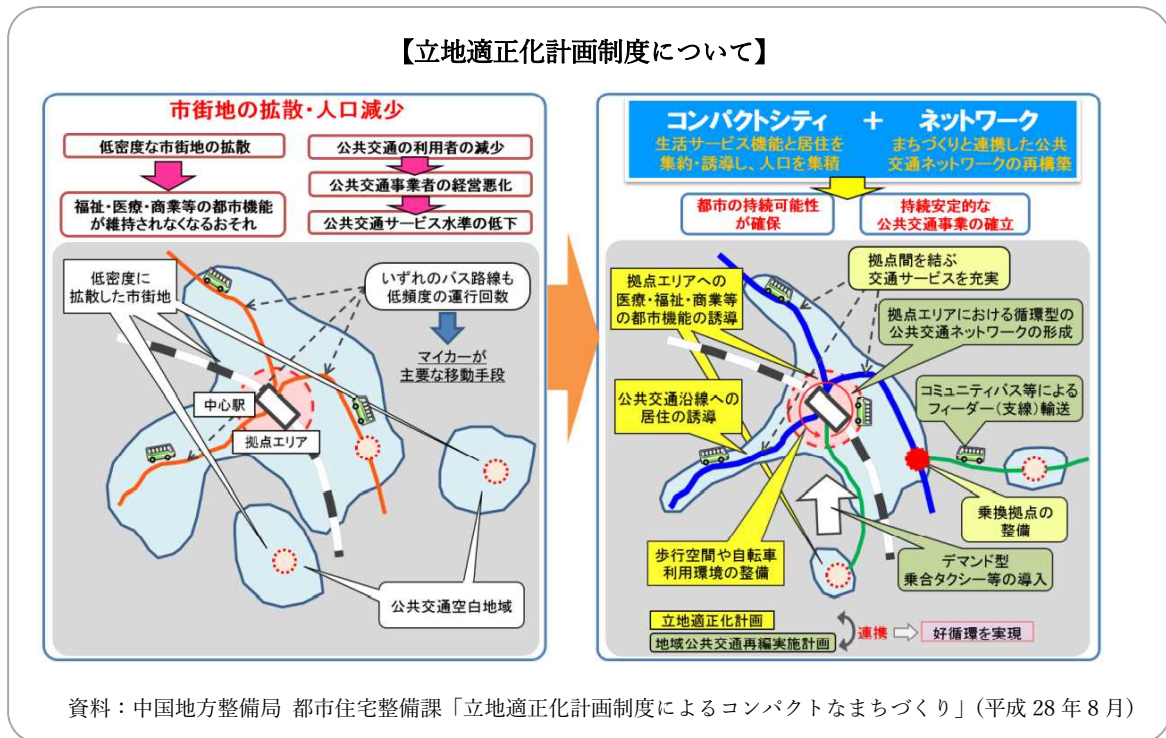 【立地適正化計画制度について】
市街地の拡散・人口減少
低密度な市街地の拡散
福祉・医療・商業等の都市機能
が維持されなくなるおそれ
公共交通の利用者の減少
公共交通事業者の経営悪化
公共交通サービス水準の低下
低密度に
拡散した市街地
いずれのバス路線も
低頻度の運行回数
マイカーが
主要な移動手段
中心駅
拠点エリア
公共交通空白地域
コンパクトシティ + ネットワーク
生活サービス機能と居住を
集約・誘導し、人口を集積
まちづくりと連携した公共
交通ネットワークの再構築
都市の持続可能性
が確保
持続安定的な
公共交通事業の確立
拠点エリアへの
医療・福祉・商業等
の都市機能の誘導
拠点間を結ぶ
交通サービスを充実
拠点エリアにおける循環型の
公共交通ネットワークの形成
公共交通沿線への
居住の誘導
コミュニティバス等による
フィーダー(支線)輸送
乗換拠点の
整備
歩行空間や自転車
利用環境の整備
デマンド型
乗合タクシー等の導入
立地適正化計画
地域公共交通再編実施計画
連携
好循環を実現
資料：中国地方整備局 都市住宅整備課「立地適正化計画制度によるコンパクトなまちづくり」(平成 28 年 8 月)